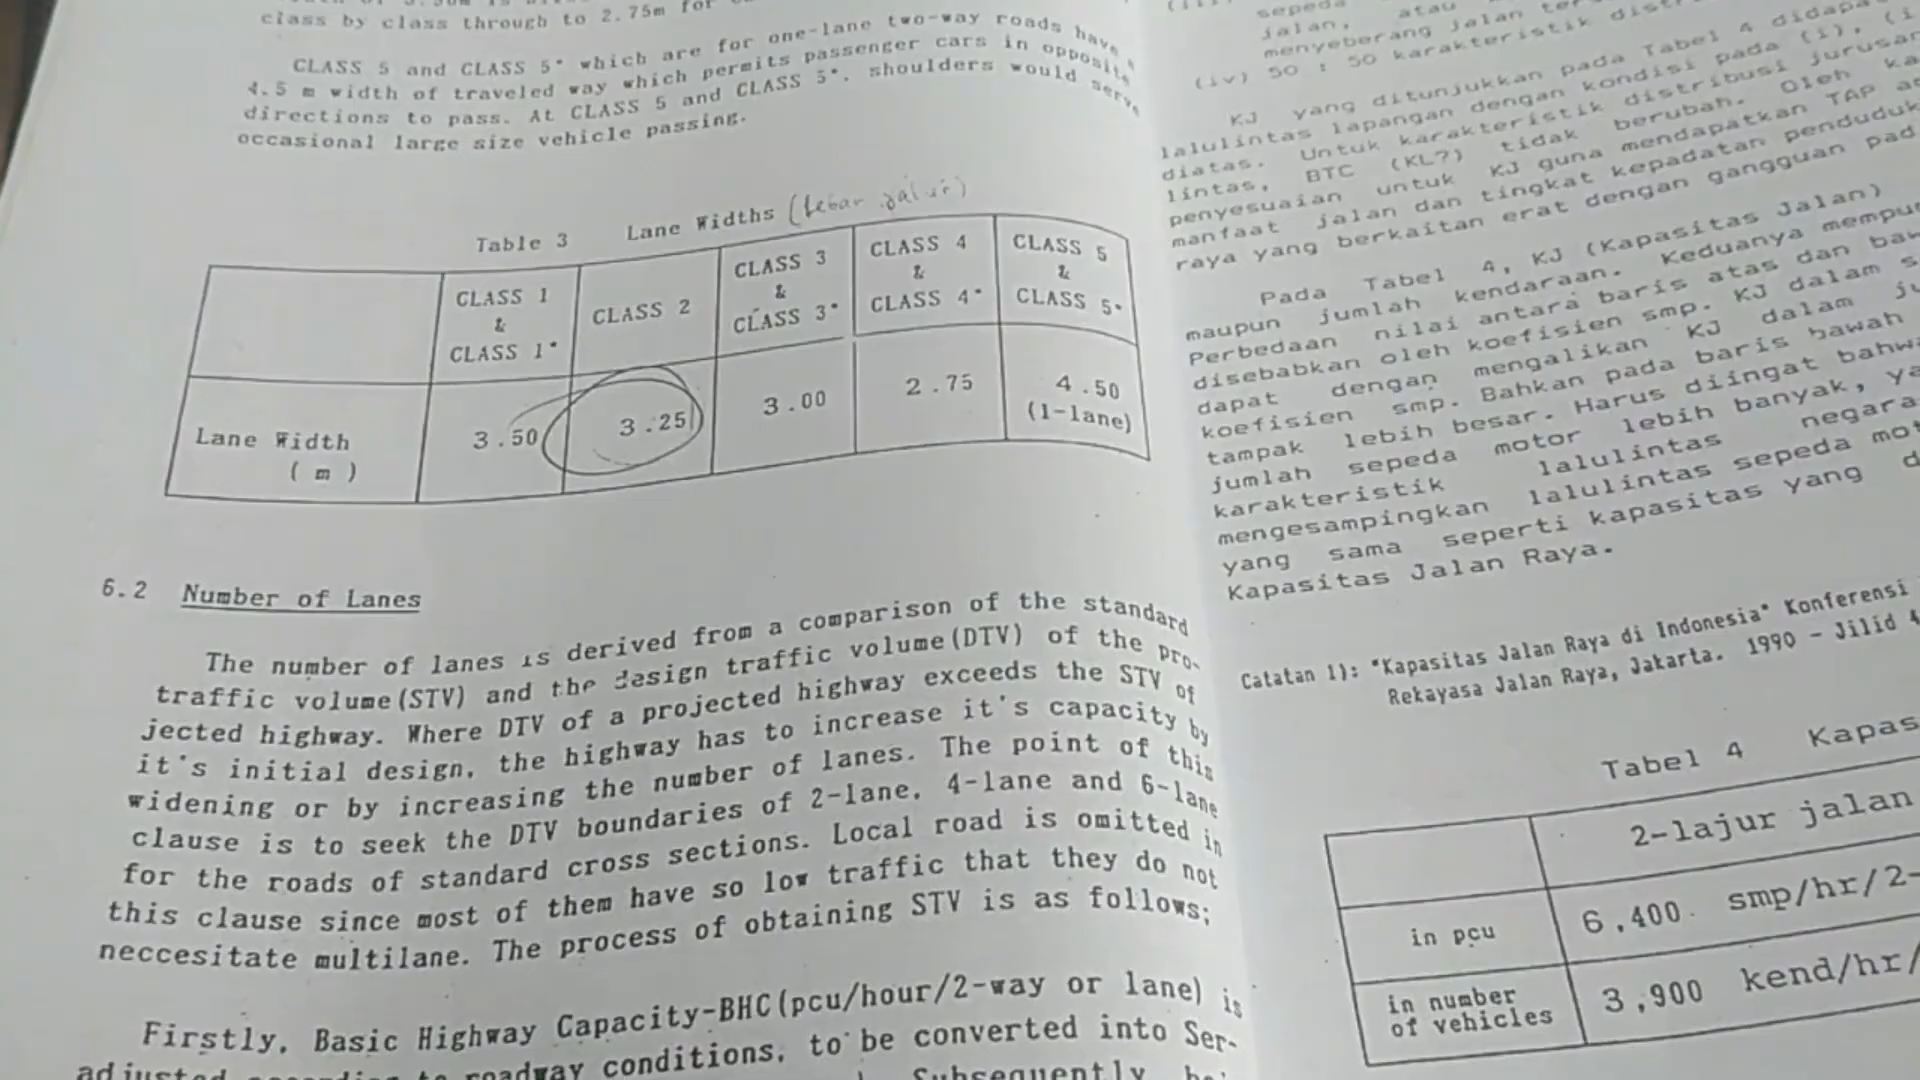 class by class through to 2.75m for
CLASS 5 and CLASS 5* which are for one-lane two-way roads have
4.5 m width of traveled way which permits passenger cars in opposite
directions to pass. At CLASS 5 and CLASS 5*, shoulders would serve
occasional large size vehicle passing.
Table 3 Lane Widths (lebar jalur)
CLASS 1 & CLASS 1*
CLASS 2
CLASS 3 & CLASS 3*
CLASS 4 & CLASS 4*
CLASS 5 & CLASS 5*
Lane Width (m)
3.50
3.25
3.00
2.75
4.50 (1-lane)
6.2 Number of Lanes
The number of lanes is derived from a comparison of the standard
traffic volume(STV) and the design traffic volume(DTV) of the pro-
jected highway. Where DTV of a projected highway exceeds the STV of
it's initial design, the highway has to increase it's capacity by
widening or by increasing the number of lanes. The point of this
clause is to seek the DTV boundaries of 2-lane, 4-lane and 6-lane
for the roads of standard cross sections. Local road is omitted in
this clause since most of them have so low traffic that they do not
neccesitate multilane. The process of obtaining STV is as follows;
Firstly, Basic Highway Capacity-BHC(pcu/hour/2-way or lane) is
roadway conditions, to be converted into Ser-
Subsequently
sepeda
jalan, atau
menyeberang jalan
(iv) 50 : 50 karakteristik
KJ yang ditunjukkan pada Tabel 4
lalulintas lapangan dengan kondisi pada (i),
diatas. Untuk karakteristik distribusi jurusan
lintas, BTC (KL?) tidak berubah. Oleh
penyesuaian untuk KJ guna mendapatkan TAP
manfaat jalan dan tingkat kepadatan penduduk
raya yang berkaitan erat dengan gangguan
Pada Tabel 4, KJ (Kapasitas Jalan)
maupun jumlah kendaraan. Keduanya
Perbedaan nilai antara baris atas dan
disebabkan oleh koefisien smp. KJ dalam
dapat dengan mengalikan KJ dalam
koefisien smp. Bahkan pada baris bawah
tampak lebih besar. Harus diingat
jumlah sepeda motor lebih banyak,
karakteristik lalulintas
mengesampingkan lalulintas sepeda
yang sama seperti kapasitas yang
Kapasitas Jalan Raya.
Catatan 1): "Kapasitas Jalan Raya di Indonesia" Konferensi
Rekayasa Jalan Raya, Jakarta. 1990 - Jilid 4
Tabel 4
2-lajur jalan
in pcu
6,400 smp/hr/2-
in number of vehicles
3,900 kend/hr/